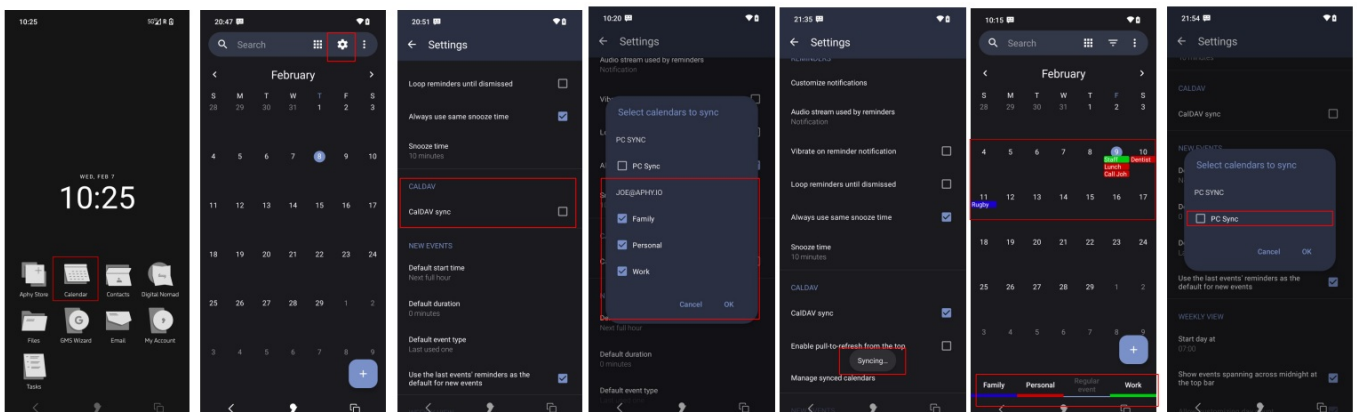 10:25
WED, FEB 7
10:25
Aphy Store Calendar Contacts Digital Nomad
Files GMS Wizard Email My Account
Tasks
20:47
Search
February
S M T W T F S
28 29 30 31 1 2 3
4 5 6 7 8 9 10
11 12 13 14 15 16 17
18 19 20 21 22 23 24
25 26 27 28 29 1 2
3 4 5 6 7 8 9
+
20:51
Settings
Loop reminders until dismissed
Always use same snooze time
Snooze time
10 minutes
CALDAV
CalDAV sync
NEW EVENTS
Default start time
Next full hour
Default duration
0 minutes
Default event type
Last used one
Use the last events' reminders as the
default for new events
10:20
Settings
Audio stream used by reminders
Notification
Select calendars to sync
PC SYNC
PC Sync
JOE@APHY.IO
Family
Personal
Work
Cancel OK
Next full hour
Default duration
0 minutes
Default event type
21:35
Settings
REMINDERS
Customize notifications
Audio stream used by reminders
Notification
Vibrate on reminder notification
Loop reminders until dismissed
Always use same snooze time
Snooze time
10 minutes
CALDAV
CalDAV sync
Enable pull-to-refresh from the top
Syncing...
Manage synced calendars
10:15
Search
February
S M T W T F S
28 29 30 31 1 2 3
4 5 6 7 8 9 10
Staff Dentist
Lunch
Call Joh
11 12 13 14 15 16 17
Rugby
18 19 20 21 22 23 24
25 26 27 28 29 1 2
3 4 5 6 7 8 9
+
Family Personal Regular event Work
21:54
Settings
10 minutes
CALDAV
CalDAV sync
NEW EVENTS
Select calendars to sync
PC SYNC
PC Sync
Cancel OK
Use the last events' reminders as the
default for new events
WEEKLY VIEW
Start day at
07:00
Show events spanning across midnight at
the top bar